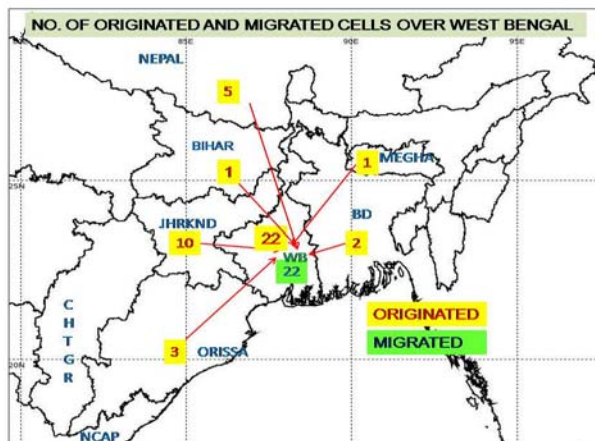 NO. OF ORIGINATED AND MIGRATED CELLS OVER WEST BENGAL
85E
90E
95E
NEPAL
5
BIHAR
1
1
MEGHA
25N
JHRKND
BD
10
22
2
WB
22
C
H
T
G
R
ORIGINATED
MIGRATED
3
ORISSA
20N
NCAP